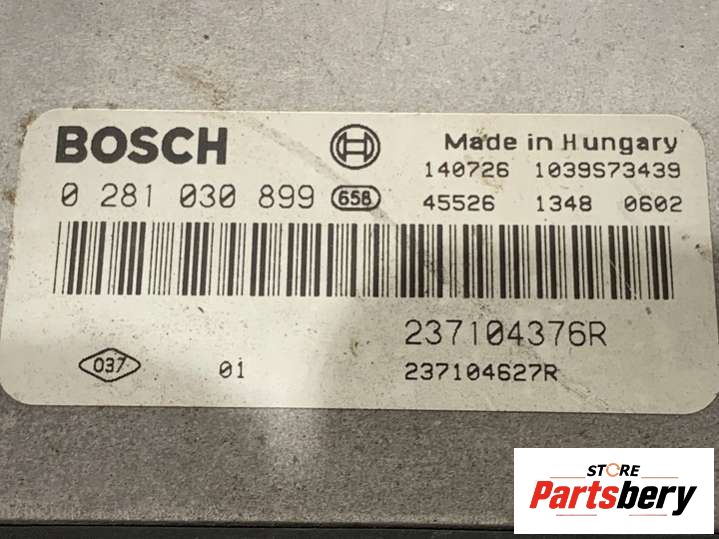 BOSCH
Made in Hungary
140726 1039S73439
0 281 030 899 658
45526 1348 0602
237104376R
037 01 237104627R
STORE
Partsbery